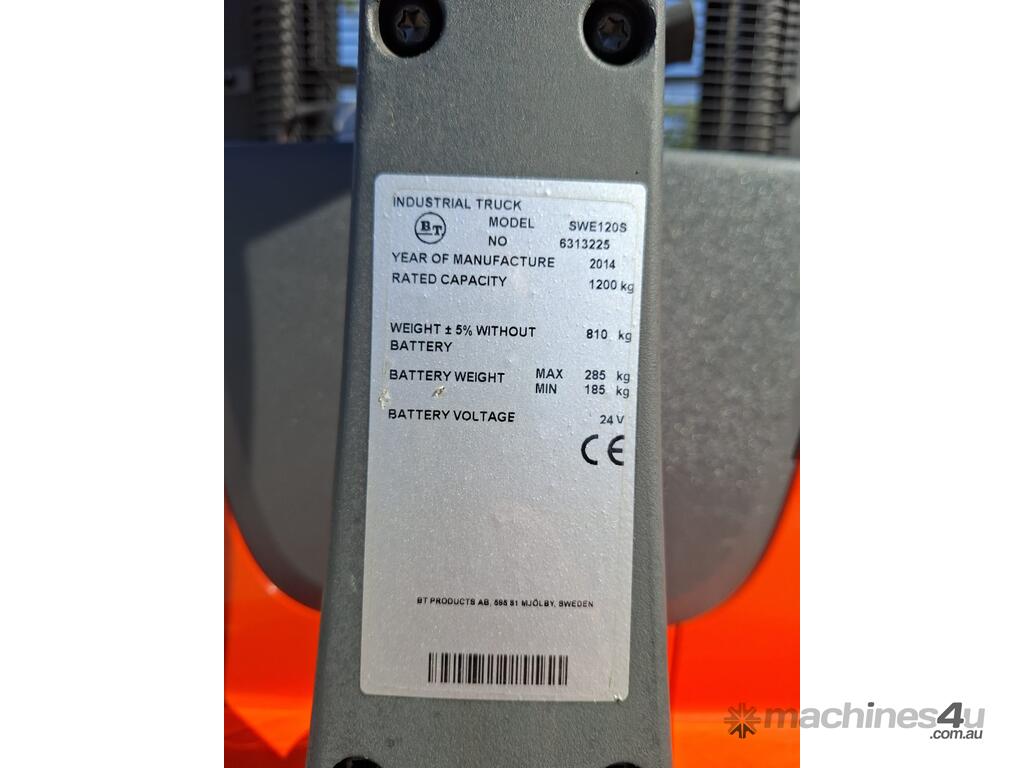 INDUSTRIAL TRUCK
BT MODEL SWE120S
NO 6313225
YEAR OF MANUFACTURE 2014
RATED CAPACITY 1200 kg
WEIGHT ± 5% WITHOUT 810 kg
BATTERY
BATTERY WEIGHT MAX 285 kg
MIN 185 kg
BATTERY VOLTAGE 24 V
CE
BT PRODUCTS AB, 595 81 MJÖLBY, SWEDEN
machines4u
.com.au